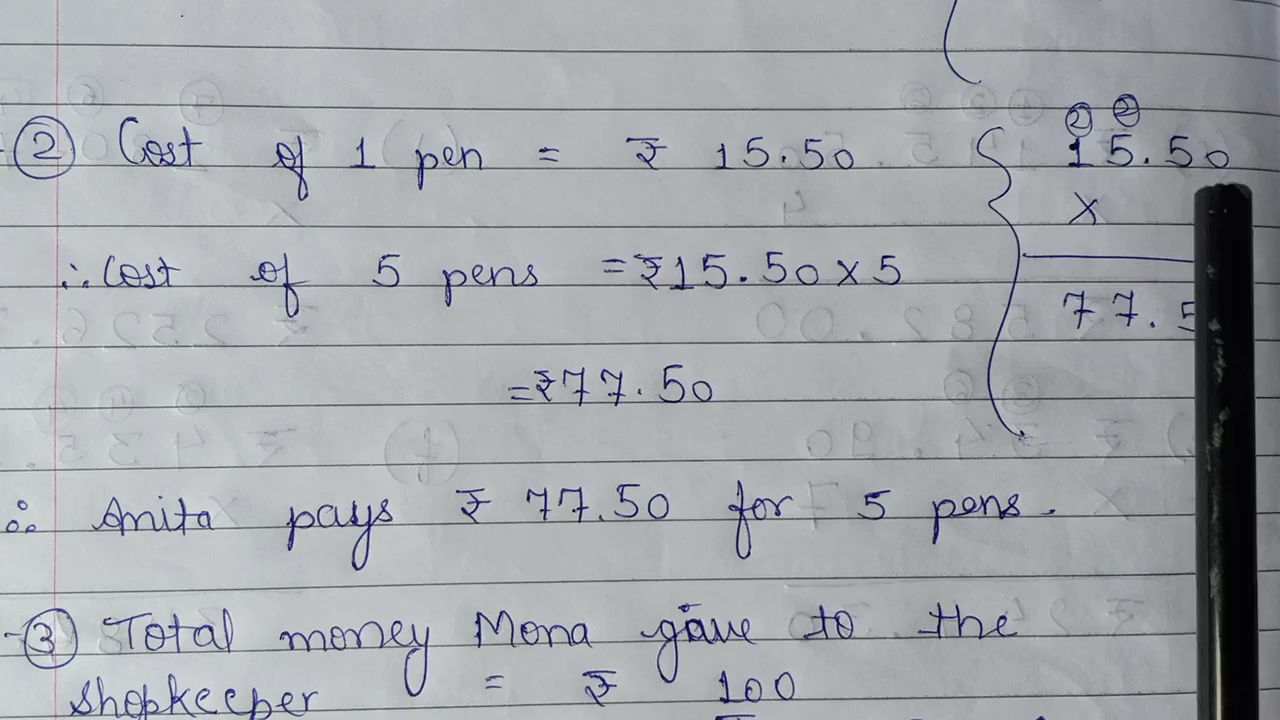 ② Cost of 1 pen = ₹ 15.50
∴ Cost of 5 pens = ₹15.50 x 5
= ₹77.50
∴ Anita pays ₹ 77.50 for 5 pens.
③ Total money Mona gave to the
shopkeeper = ₹ 100
② ②
15.50
x
77.5